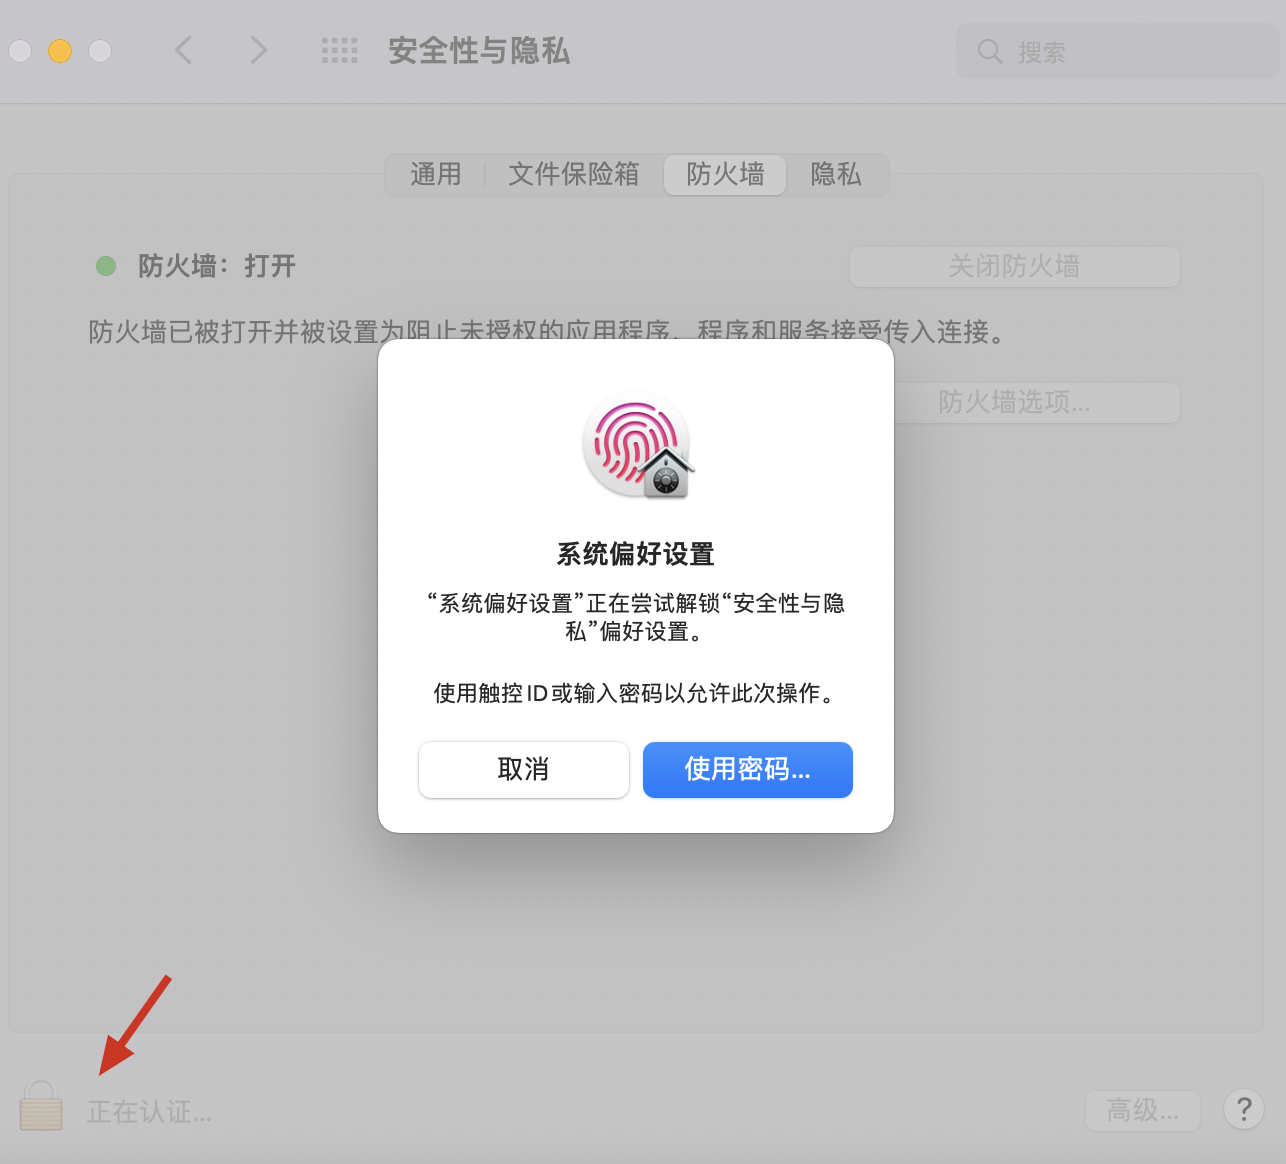 安全性与隐私
搜索
通用
文件保险箱
防火墙
隐私
防火墙：打开
关闭防火墙
防火墙已被打开并被设置为阻止未授权的应用程序、程序和服务接受传入连接。
防火墙选项...
系统偏好设置
“系统偏好设置”正在尝试解锁“安全性与隐
私”偏好设置。
使用触控 ID 或输入密码以允许此次操作。
取消
使用密码...
正在认证...
高级...
?